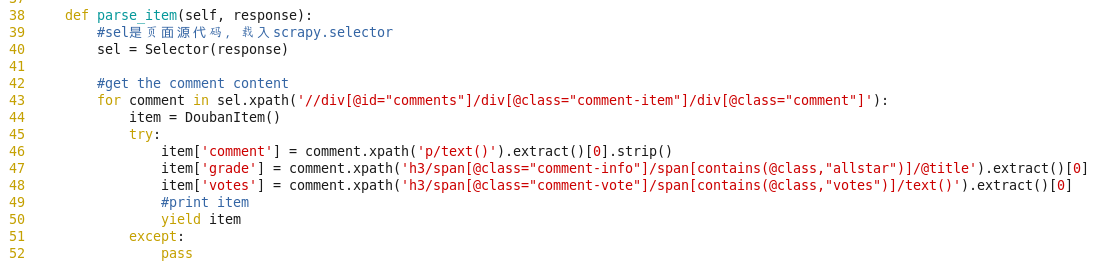 38     def parse_item(self, response):
39         #sel是页面源代码, 载入scrapy.selector
40         sel = Selector(response)
41
42         #get the comment content
43         for comment in sel.xpath('//div[@id="comments"]/div[@class="comment-item"]/div[@class="comment"]'):
44             item = DoubanItem()
45             try:
46                 item['comment'] = comment.xpath('p/text()').extract()[0].strip()
47                 item['grade'] = comment.xpath('h3/span[@class="comment-info"]/span[contains(@class,"allstar")]/@title').extract()[0]
48                 item['votes'] = comment.xpath('h3/span[@class="comment-vote"]/span[contains(@class,"votes")]/text()').extract()[0]
49                 #print item
50                 yield item
51             except:
52                 pass